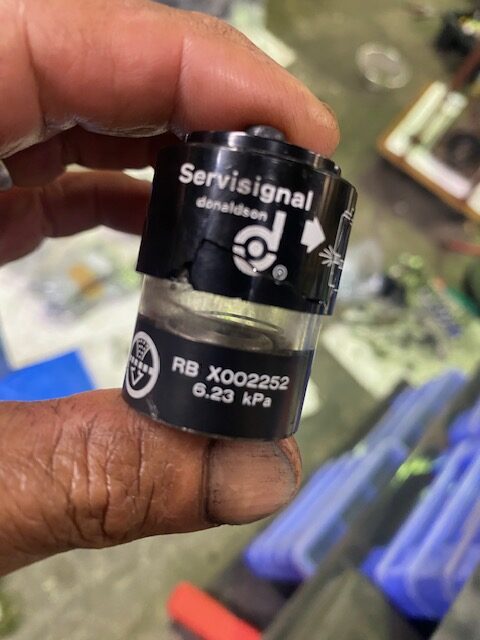 Servisignal
donaldson
d
®
RB X002252
6.23 kPa